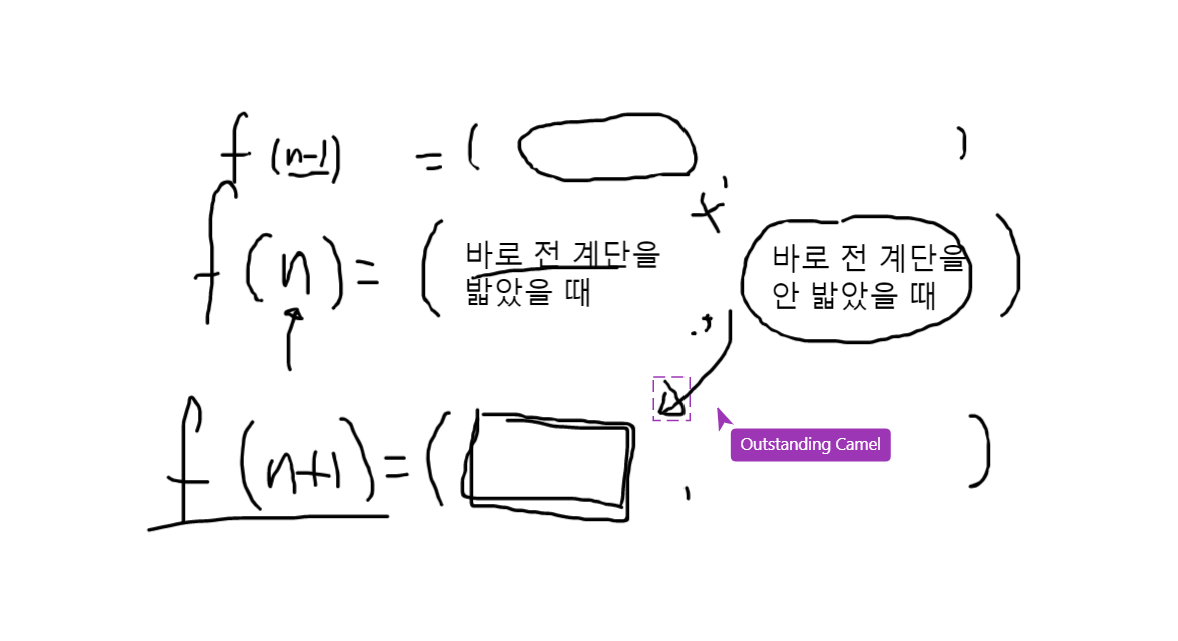 f(n-1) = ( )
+
f(n) = ( 바로 전 계단을 밟았을 때 , 바로 전 계단을 안 밟았을 때 )
f(n+1) = ( , )
Outstanding Camel